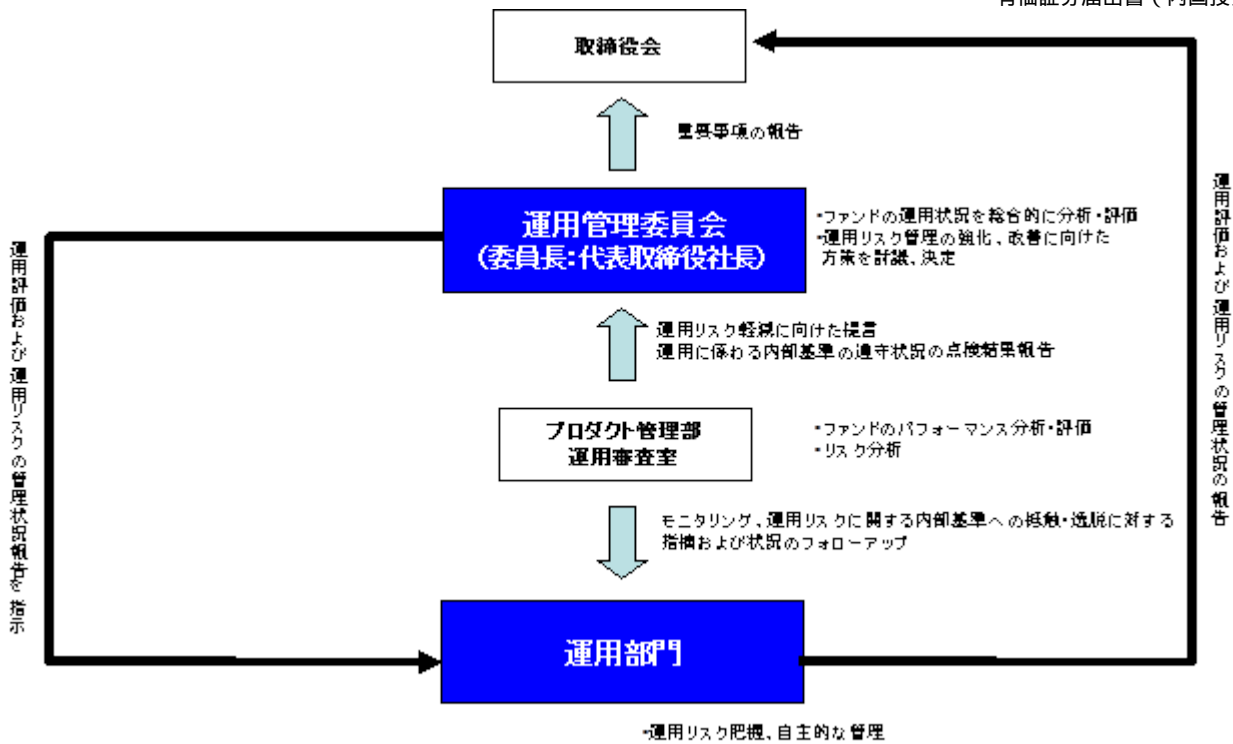 有価証券届出書(内国投
取締役会
重要事項の報告
運用管理委員会
(委員長:代表取締役社長)
・ファンドの運用状況を総合的に分析・評価
・運用リスク管理の強化、改善に向けた
方策を討議、決定
運用リスク軽減に向けた提言
運用に係わる内部基準の遵守状況の点検結果報告
プロダクト管理部
運用審査室
・ファンドのパフォーマンス分析・評価
・リスク分析
モニタリング、運用リスクに関する内部基準への抵触・逸脱に対する
指摘および状況のフォローアップ
運用部門
・運用リスク把握、自主的な管理
運用評価および運用リスクの管理状況報告を指示
運用評価および運用リスクの管理状況の報告